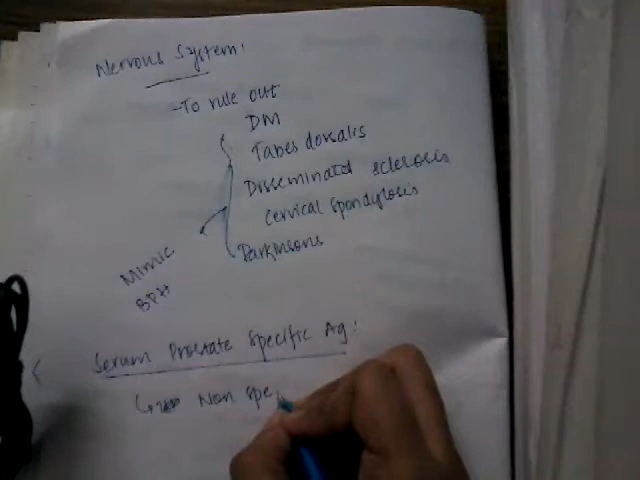 Nervous System:
- To rule out
DM
Tabes dorsalis
Disseminated sclerosis
cervical spondylosis
Parkinsons
Mimic
BPH
Serum Prostate Specific Ag:
Non spe